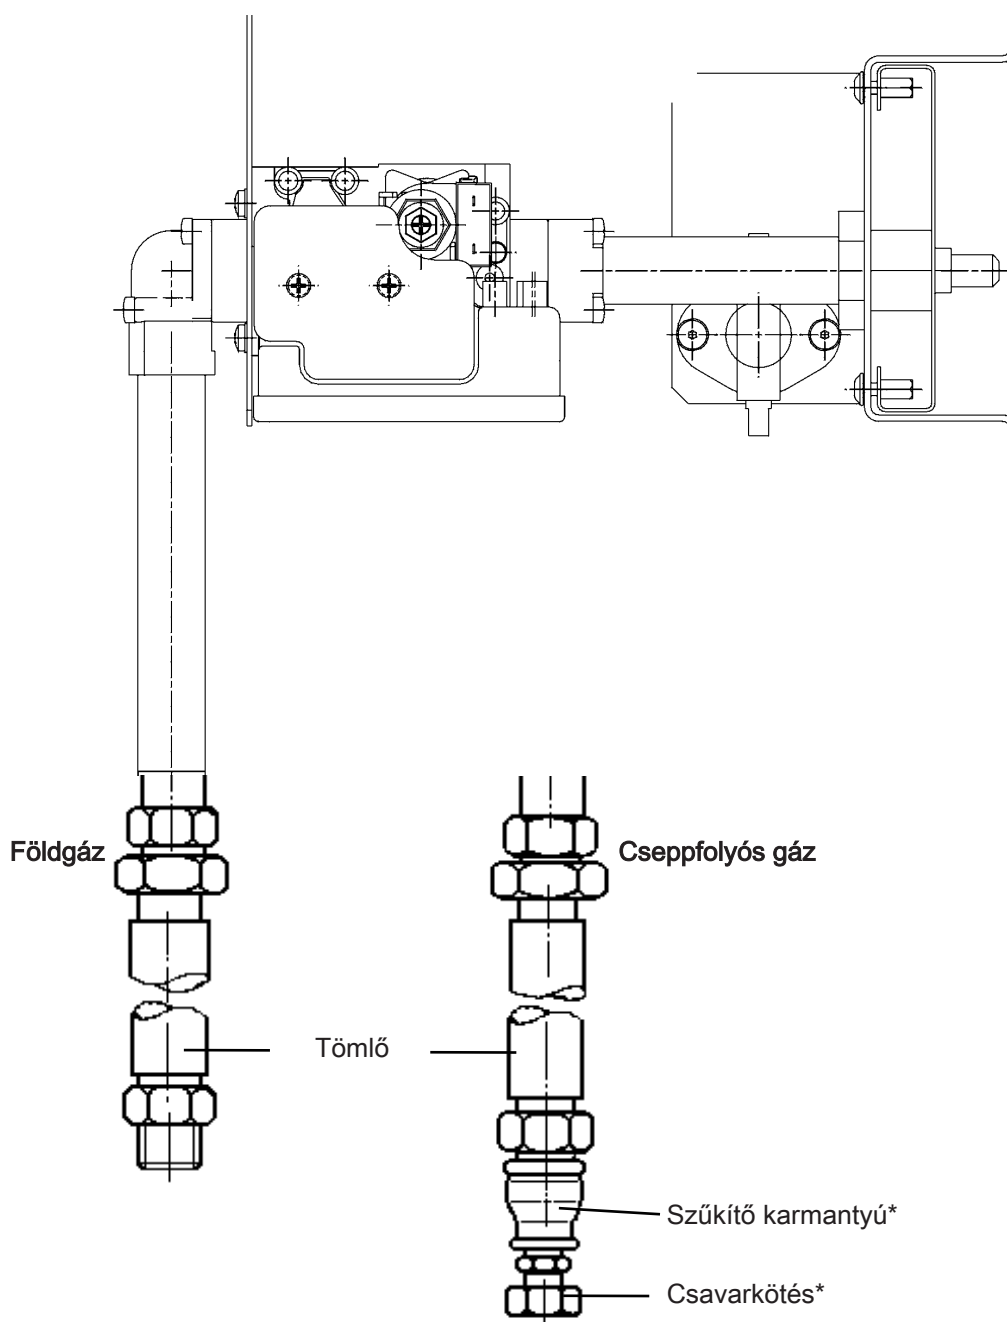 Földgáz
Cseppfolyós gáz
Tömlő
Szűkítő karmantyú*
Csavarkötés*